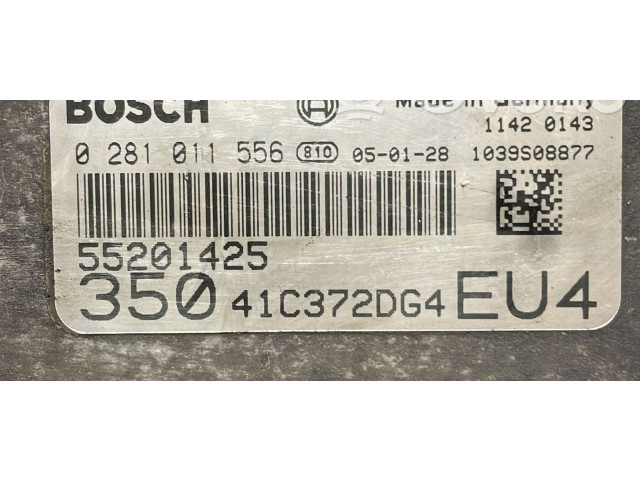 BOSCH Made in Germany
1142 0143
0 281 011 556 810 05-01-28 1039S08877
55201425
350 41C372DG4 EU4